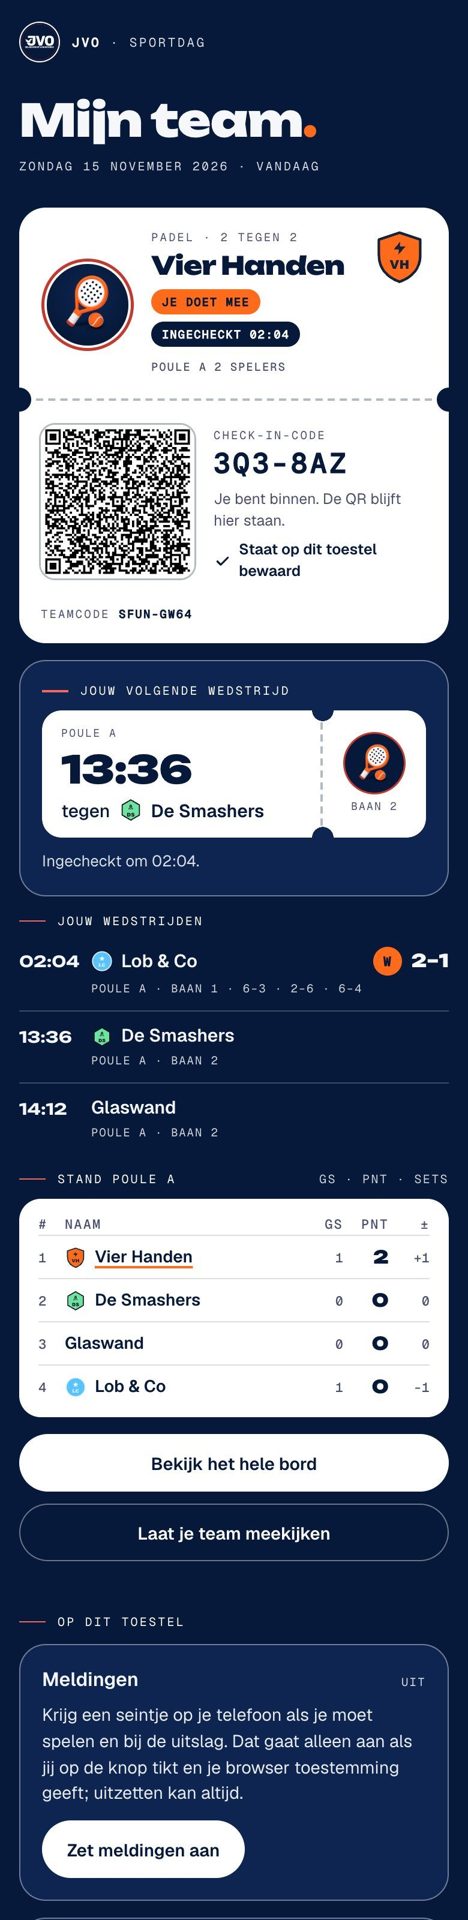 JVO
JVO · SPORTDAG
Mijn team.
ZONDAG 15 NOVEMBER 2026 · VANDAAG
PADEL · 2 TEGEN 2
Vier Handen
VH
JE DOET MEE
INGECHECKT 02:04
POULE A 2 SPELERS
CHECK-IN-CODE
3Q3-8AZ
Je bent binnen. De QR blijft
hier staan.
Staat op dit toestel
bewaard
TEAMCODE SFUN-GW64
JOUW VOLGENDE WEDSTRIJD
POULE A
13:36
tegen DS De Smashers
BAAN 2
Ingecheckt om 02:04.
JOUW WEDSTRIJDEN
02:04 LC Lob & Co W 2–1
POULE A · BAAN 1 · 6–3 · 2–6 · 6–4
13:36 DS De Smashers
POULE A · BAAN 2
14:12 Glaswand
POULE A · BAAN 2
STAND POULE A GS · PNT · SETS
# NAAM GS PNT ±
1 VH Vier Handen 1 2 +1
2 DS De Smashers 0 0 0
3 Glaswand 0 0 0
4 LC Lob & Co 1 0 -1
Bekijk het hele bord
Laat je team meekijken
OP DIT TOESTEL
Meldingen UIT
Krijg een seintje op je telefoon als je moet
spelen en bij de uitslag. Dat gaat alleen aan als
jij op de knop tikt en je browser toestemming
geeft; uitzetten kan altijd.
Zet meldingen aan